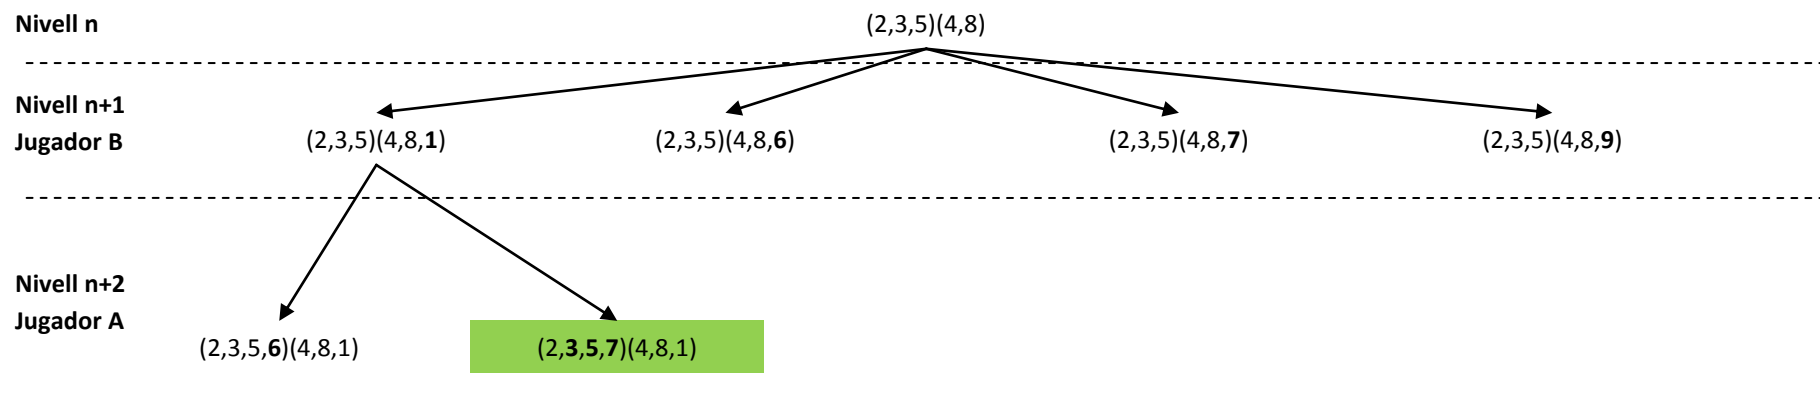 Nivell n
(2,3,5)(4,8)
Nivell n+1
Jugador B
(2,3,5)(4,8,1)
(2,3,5)(4,8,6)
(2,3,5)(4,8,7)
(2,3,5)(4,8,9)
Nivell n+2
Jugador A
(2,3,5,6)(4,8,1)
(2,3,5,7)(4,8,1)